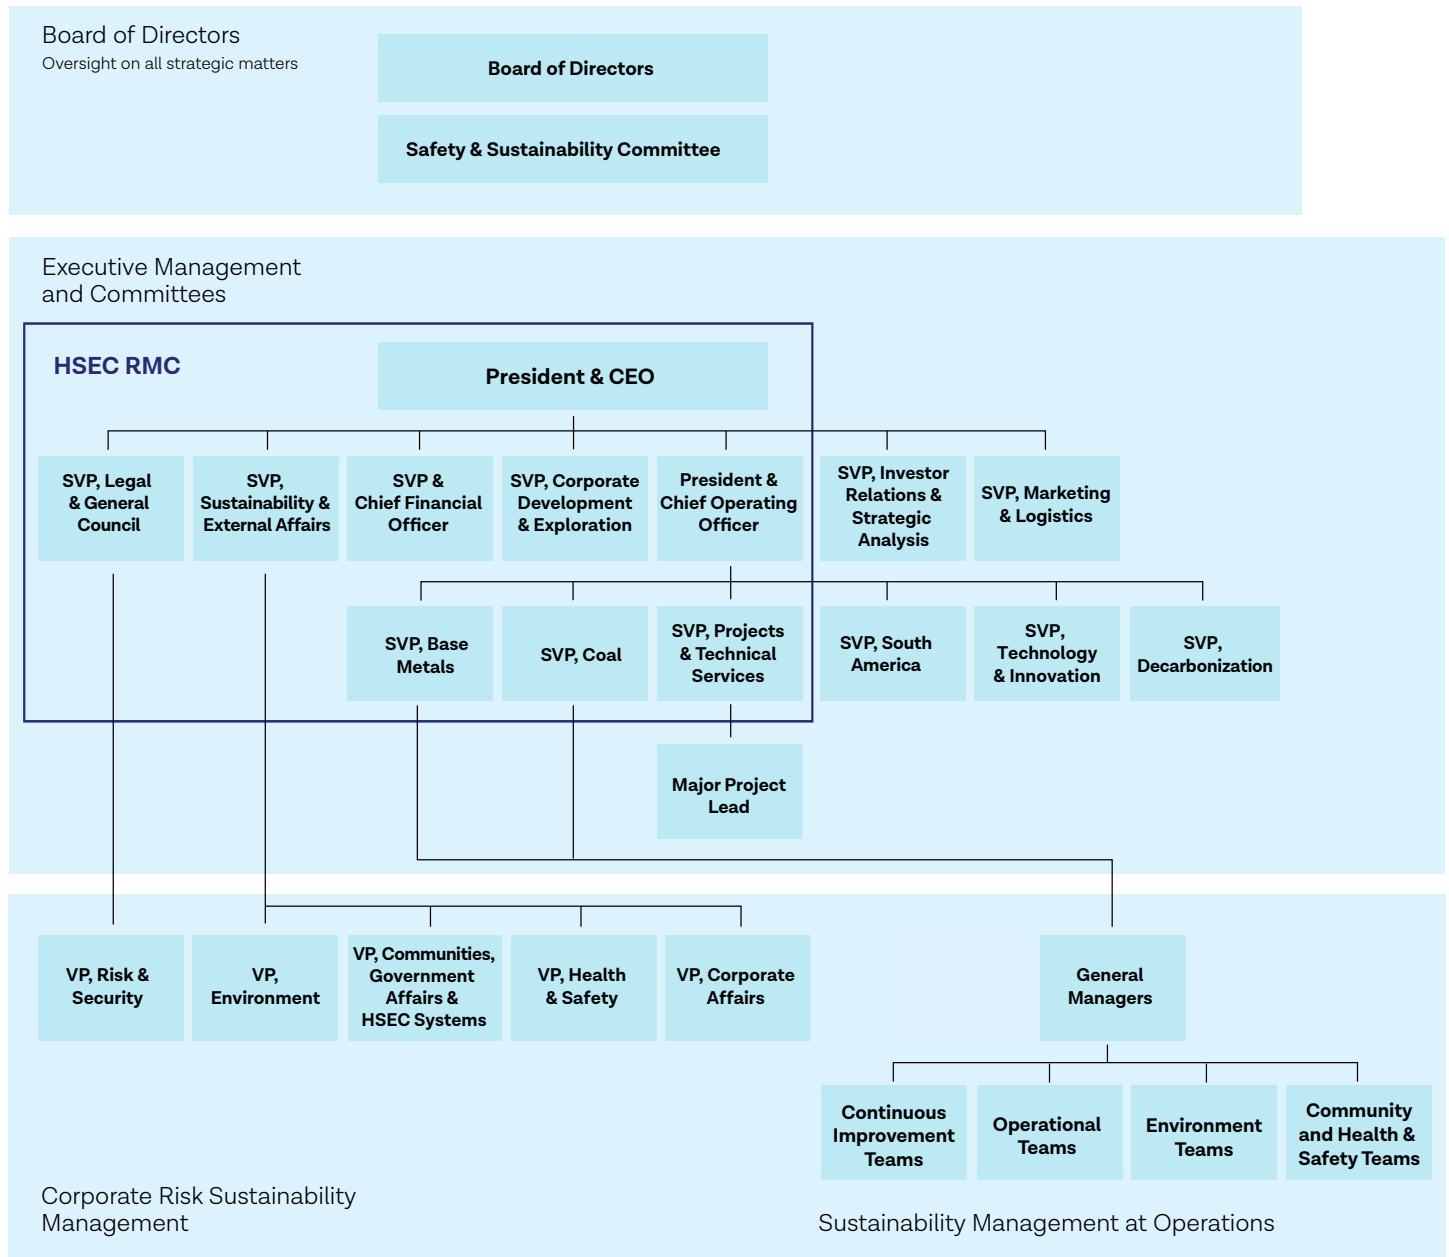 Board of Directors
Oversight on all strategic matters
Board of Directors
Safety & Sustainability Committee
Executive Management
and Committees
HSEC RMC
President & CEO
SVP, Legal
& General
Council
SVP,
Sustainability &
External Affairs
SVP &
Chief Financial
Officer
SVP, Corporate
Development
& Exploration
President &
Chief Operating
Officer
SVP, Investor
Relations &
Strategic
Analysis
SVP, Marketing
& Logistics
SVP, Base
Metals
SVP, Coal
SVP, Projects
& Technical
Services
SVP, South
America
SVP,
Technology
& Innovation
SVP,
Decarbonization
Major Project
Lead
VP, Risk &
Security
VP,
Environment
VP, Communities,
Government
Affairs &
HSEC Systems
VP, Health
& Safety
VP, Corporate
Affairs
General
Managers
Continuous
Improvement
Teams
Operational
Teams
Environment
Teams
Community
and Health &
Safety Teams
Corporate Risk Sustainability
Management
Sustainability Management at Operations